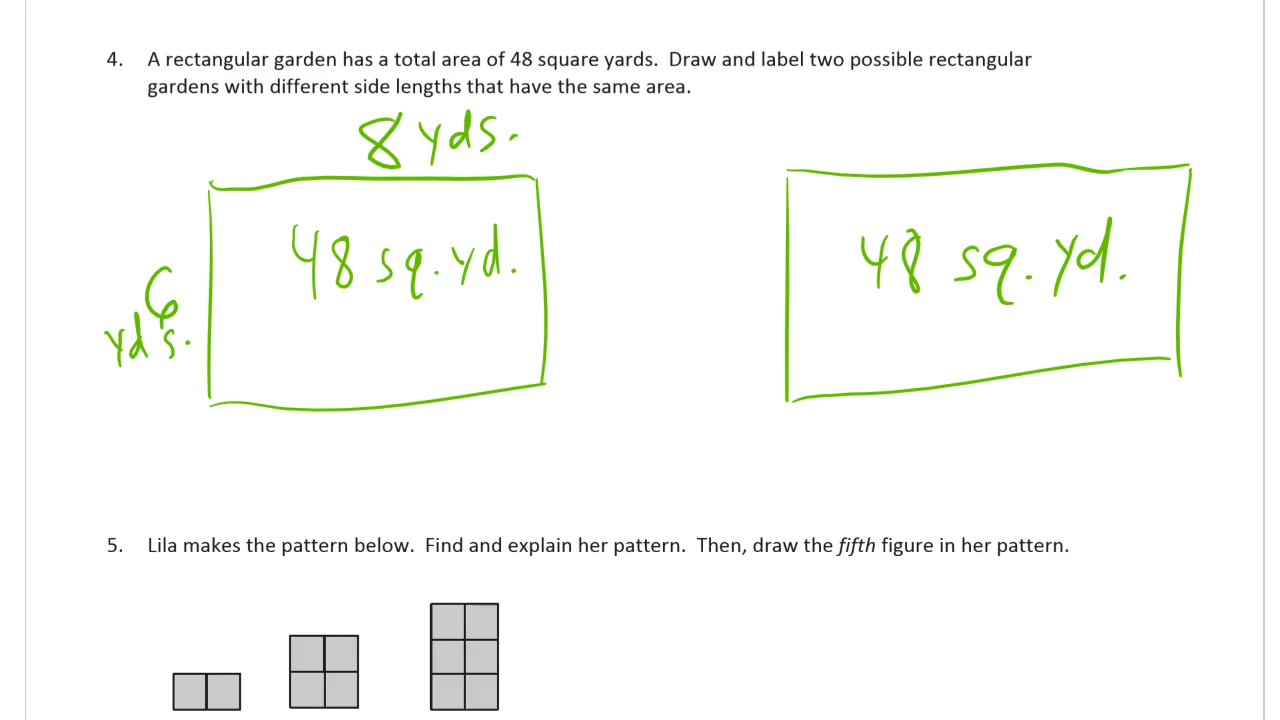 4. A rectangular garden has a total area of 48 square yards. Draw and label two possible rectangular
gardens with different side lengths that have the same area.
8 yds.
48 sq. yd.
48 sq. yd.
6
yds.
5. Lila makes the pattern below. Find and explain her pattern. Then, draw the fifth figure in her pattern.